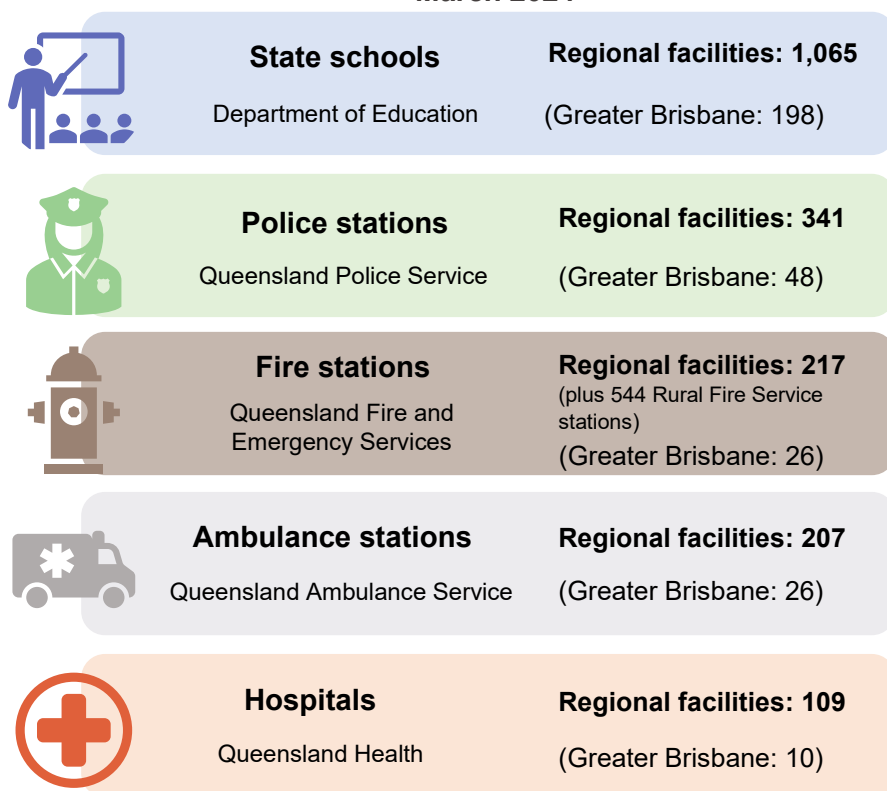 State schools
Department of Education
Regional facilities: 1,065
(Greater Brisbane: 198)
Police stations
Queensland Police Service
Regional facilities: 341
(Greater Brisbane: 48)
Fire stations
Queensland Fire and
Emergency Services
Regional facilities: 217
(plus 544 Rural Fire Service
stations)
(Greater Brisbane: 26)
Ambulance stations
Queensland Ambulance Service
Regional facilities: 207
(Greater Brisbane: 26)
Hospitals
Queensland Health
Regional facilities: 109
(Greater Brisbane: 10)